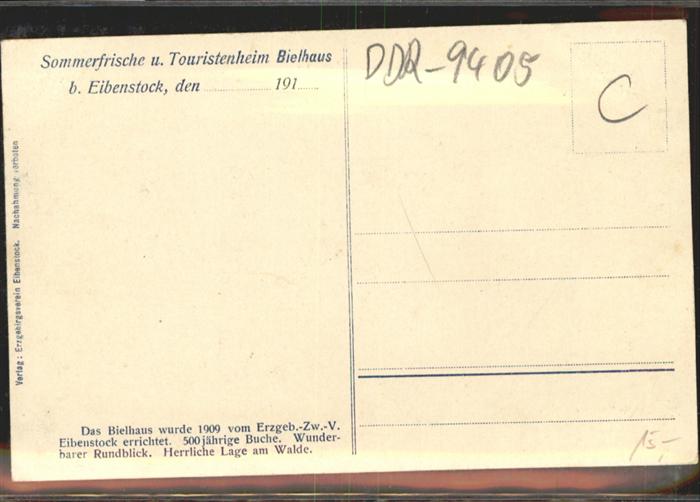 Sommerfrische u. Touristenheim Bielhaus
b. Eibenstock, den 191
DDR-9405
C
Verlag: Erzgebirgsverein Eibenstock. Nachahmung verboten
Das Bielhaus wurde 1909 vom Erzgeb.-Zw.-V.
Eibenstock errichtet. 500jährige Buche. Wunder-
barer Rundblick. Herrliche Lage am Walde.
15,-